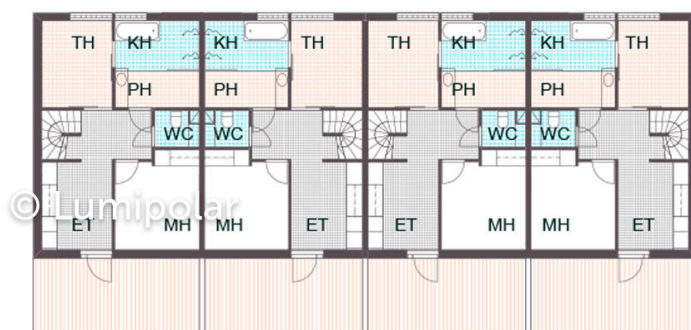 TH KH KH TH TH KH KH TH
PH PH PH PH
WC WC WC WC
© Lumipolar
ET MH MH ET ET MH MH ET